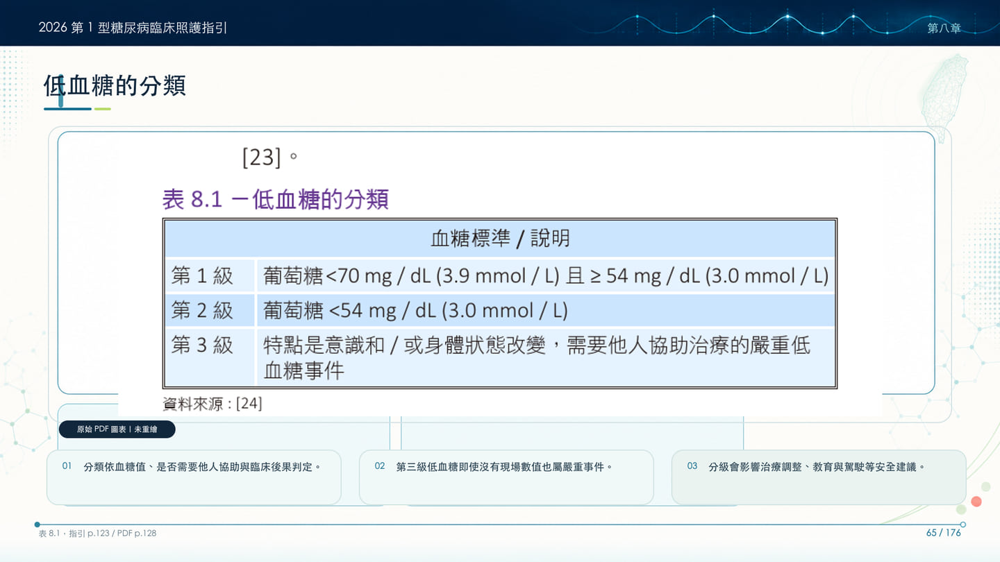 2026 第 1 型糖尿病臨床照護指引
第八章
低血糖的分類
[23]。
表 8.1 －低血糖的分類
血糖標準 / 說明
第 1 級 葡萄糖<70 mg / dL (3.9 mmol / L) 且 ≥ 54 mg / dL (3.0 mmol / L)
第 2 級 葡萄糖 <54 mg / dL (3.0 mmol / L)
第 3 級 特點是意識和 / 或身體狀態改變，需要他人協助治療的嚴重低
血糖事件
資料來源 : [24]
原始 PDF 圖表｜未重繪
01 分類依血糖值、是否需要他人協助與臨床後果判定。
02 第三級低血糖即使沒有現場數值也屬嚴重事件。
03 分級會影響治療調整、教育與駕駛等安全建議。
表 8.1，指引 p.123 / PDF p.128
65 / 176